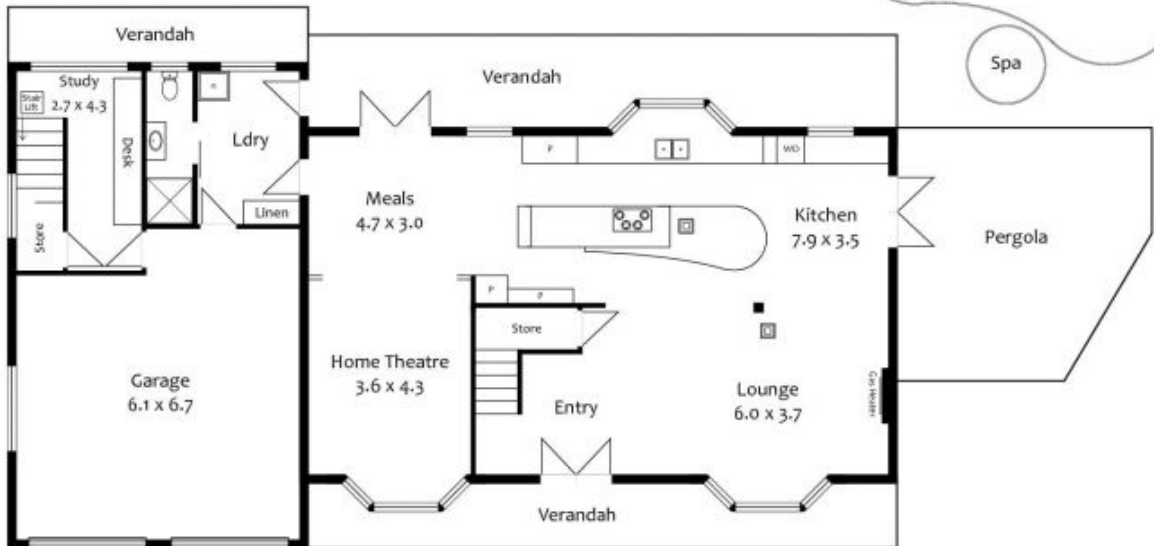 Verandah
Spa
Verandah
Study
2.7 x 4.3
Stair
Lift
Desk
Ldry
P
WO
Meals
4.7 x 3.0
Linen
Kitchen
7.9 x 3.5
Pergola
Store
P
P
Store
Home Theatre
3.6 x 4.3
Garage
6.1 x 6.7
Entry
Lounge
6.0 x 3.7
Gas Heater
Verandah